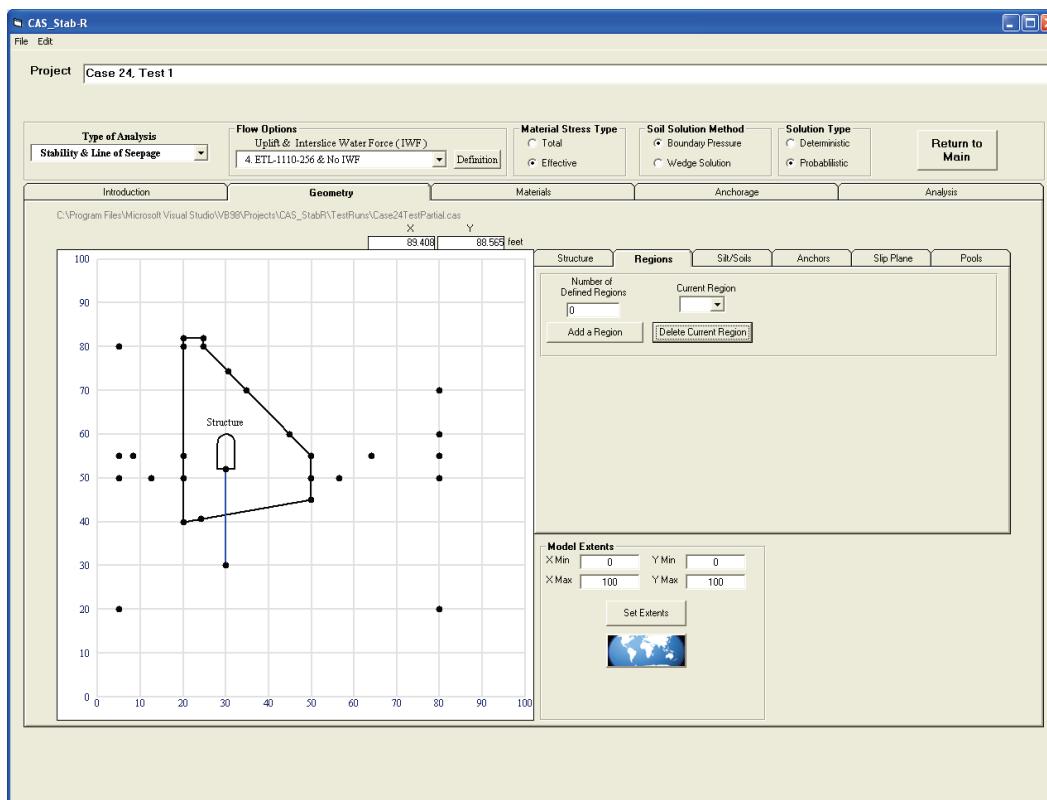 CAS_Stab-R
File Edit
Project Case 24, Test 1
Type of Analysis
Stability & Line of Seepage
Flow Options
Uplift & Interslice Water Force ( IWF )
4. ETL-1110-256 & No IWF
Definition
Material Stress Type
Total
Effective
Soil Solution Method
Boundary Pressure
Wedge Solution
Solution Type
Deterministic
Probablilistic
Return to
Main
Introduction Geometry Materials Anchorage Analysis
C:\Program Files\Microsoft Visual Studio\VB98\Projects\CAS_StabR\TestRuns\Case24TestPartial.cas
X Y
89.408 88.565 feet
100
90
80
70
60
50
40
30
20
10
0
0 10 20 30 40 50 60 70 80 90 100
Structure
Structure Regions Silt/Soils Anchors Slip Plane Pools
Number of
Defined Regions
0
Current Region
Add a Region
Delete Current Region
Model Extents
X Min 0 Y Min 0
X Max 100 Y Max 100
Set Extents